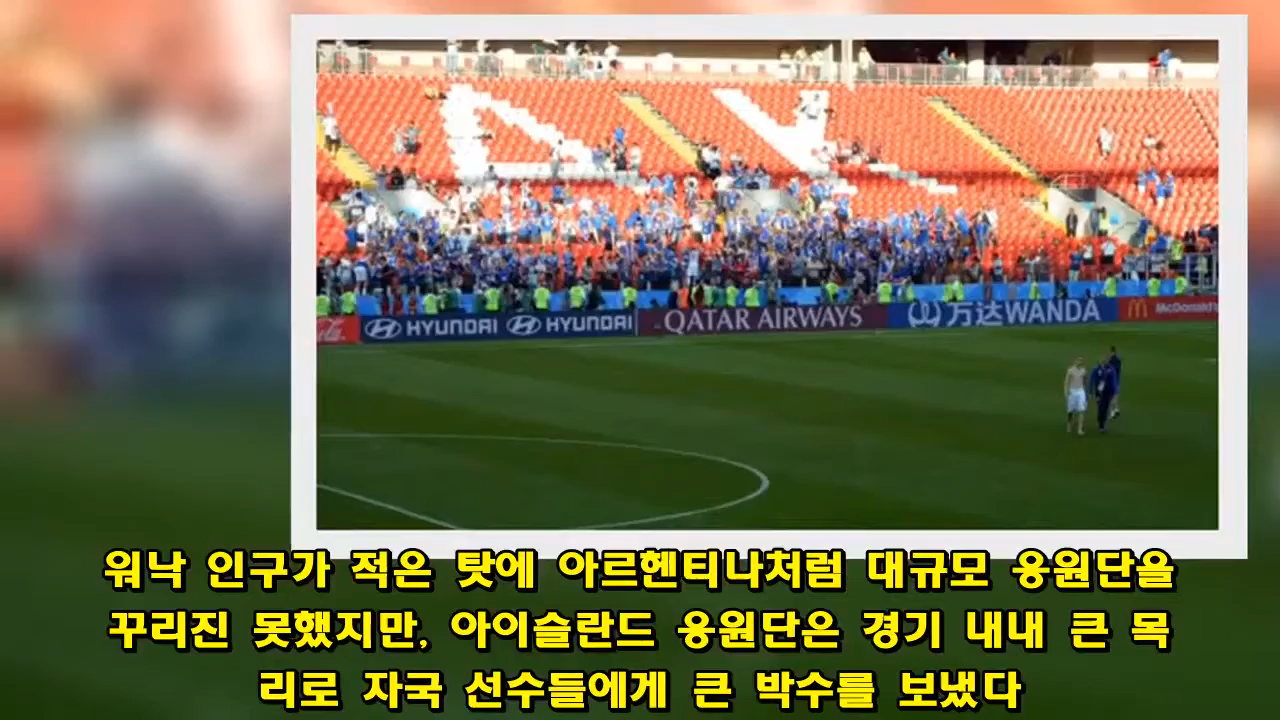 HYUNDAI HYUNDAI QATAR AIRWAYS 万达 WANDA McDonald's
워낙 인구가 적은 탓에 아르헨티나처럼 대규모 응원단을
꾸리진 못했지만, 아이슬란드 응원단은 경기 내내 큰 목
리로 자국 선수들에게 큰 박수를 보냈다